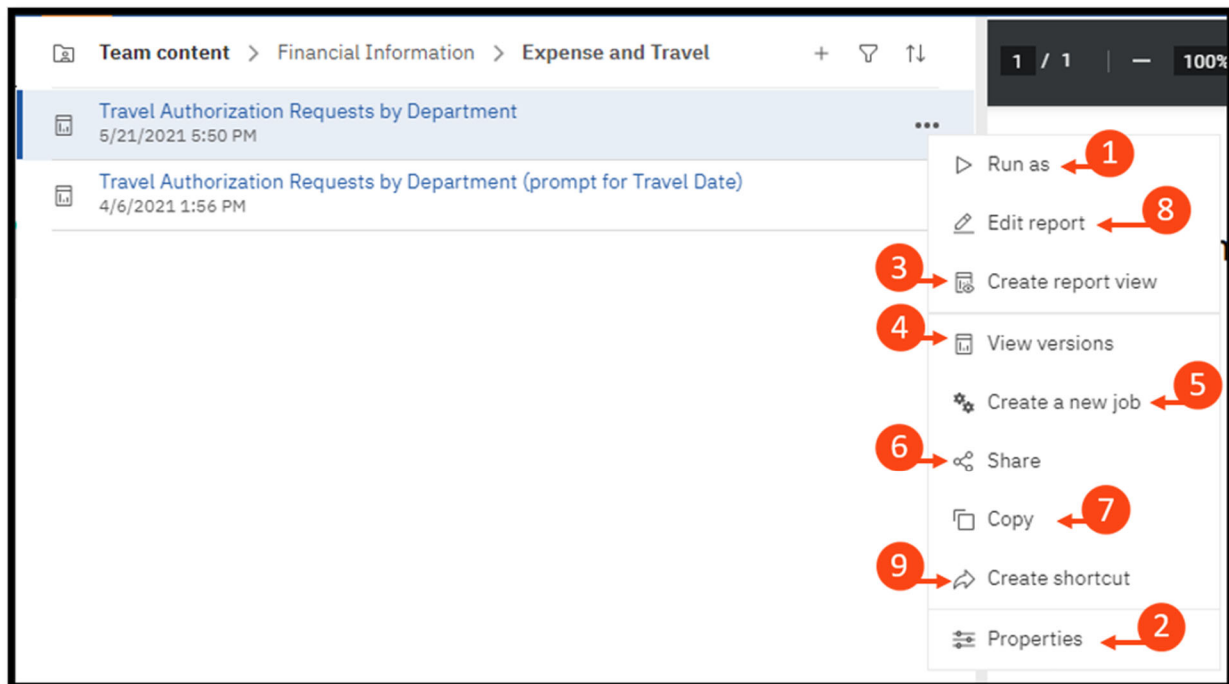 Team content > Financial Information > Expense and Travel
1 / 1 — 100%
Travel Authorization Requests by Department
5/21/2021 5:50 PM
Travel Authorization Requests by Department (prompt for Travel Date)
4/6/2021 1:56 PM
Run as 1
Edit report 8
3 Create report view
4 View versions
Create a new job 5
6 Share
Copy 7
9 Create shortcut
Properties 2